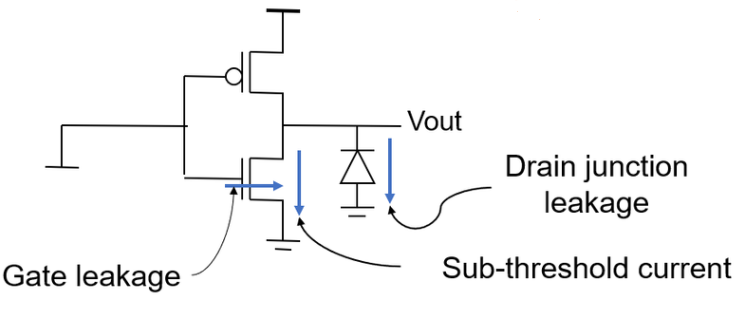 Vout
Drain junction
leakage
Gate leakage
Sub-threshold current